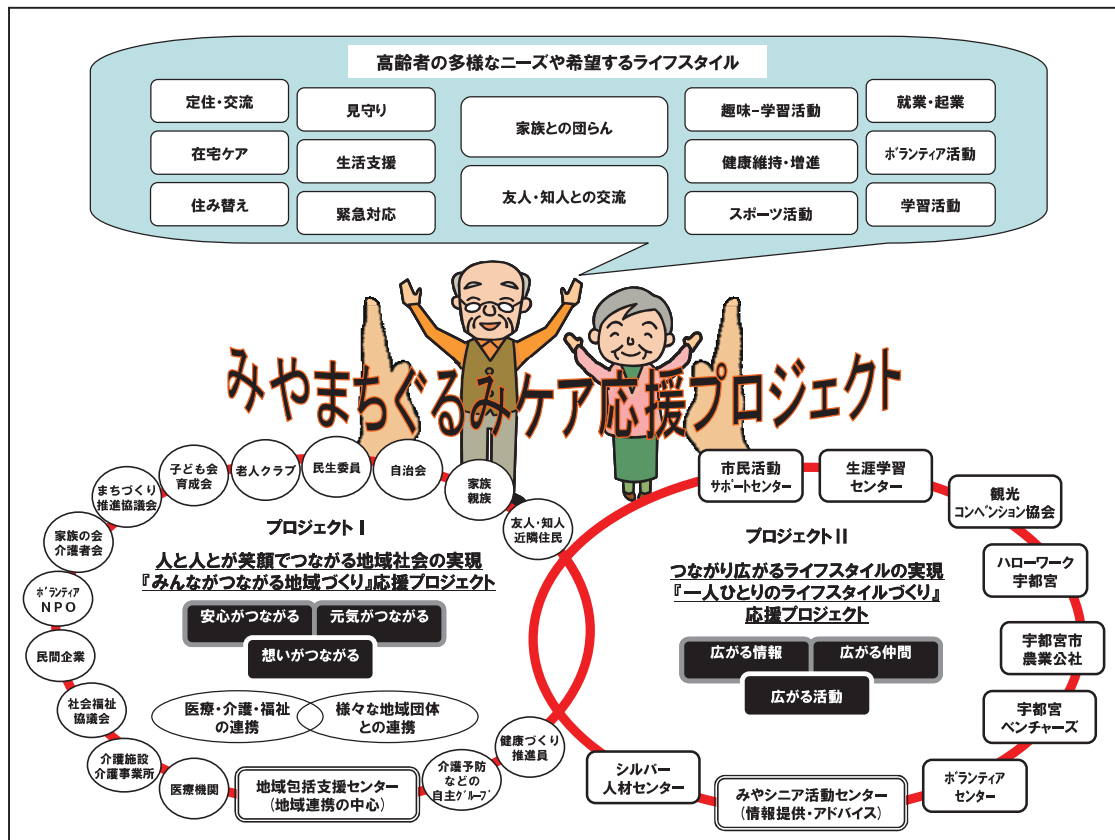 高齢者の多様なニーズや希望するライフスタイル
定住・交流
在宅ケア
住み替え
見守り
生活支援
緊急対応
家族との団らん
友人・知人との交流
趣味-学習活動
健康維持・増進
スポーツ活動
就業・起業
ボランティア活動
学習活動
みやまちぐるみケア応援プロジェクト
プロジェクトⅠ
人と人とが笑顔でつながる地域社会の実現
『みんながつながる地域づくり』応援プロジェクト
安心がつながる
元気がつながる
想いがつながる
医療・介護・福祉
の連携
様々な地域団体
との連携
友人・知人
近隣住民
家族
親族
自治会
民生委員
老人クラブ
子ども会
育成会
まちづくり
推進協議会
家族の会
介護者会
ボランティア
NPO
民間企業
社会福祉
協議会
介護施設
介護事業所
医療機関
地域包括支援センター
(地域連携の中心)
介護予防
などの
自主グループ
健康づくり
推進員
プロジェクトⅡ
つながり広がるライフスタイルの実現
『一人ひとりのライフスタイルづくり』
応援プロジェクト
広がる情報
広がる仲間
広がる活動
市民活動
サポートセンター
生涯学習
センター
観光
コンベンション協会
ハローワーク
宇都宮
宇都宮市
農業公社
宇都宮
ベンチャーズ
ボランティア
センター
みやシニア活動センター
(情報提供・アドバイス)
シルバー
人材センター